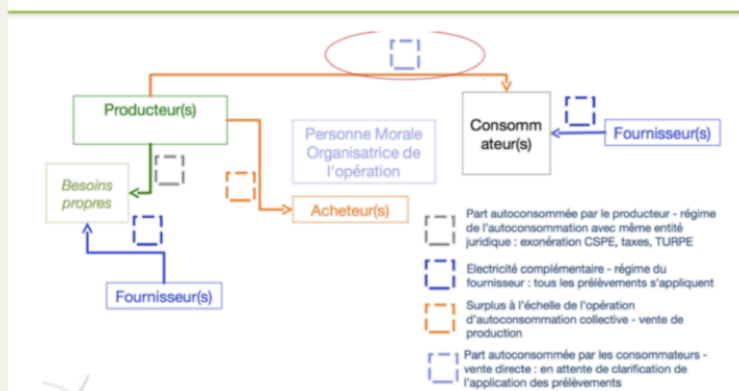 Producteur(s)
Consomm
ateur(s)
Fournisseur(s)
Personne Morale
Organisatrice de
l'opération
Besoins
propres
Acheteur(s)
Fournisseur(s)
Part autoconsommée par le producteur - régime
de l'autoconsommation avec même entité
juridique : exonération CSPE, taxes, TURPE
Electricité complémentaire - régime du
fournisseur : tous les prélèvements s'appliquent
Surplus à l'échelle de l'opération
d'autoconsommation collective - vente de
production
Part autoconsommée par les consommateurs -
vente directe : en attente de clarification de
l'application des prélèvements